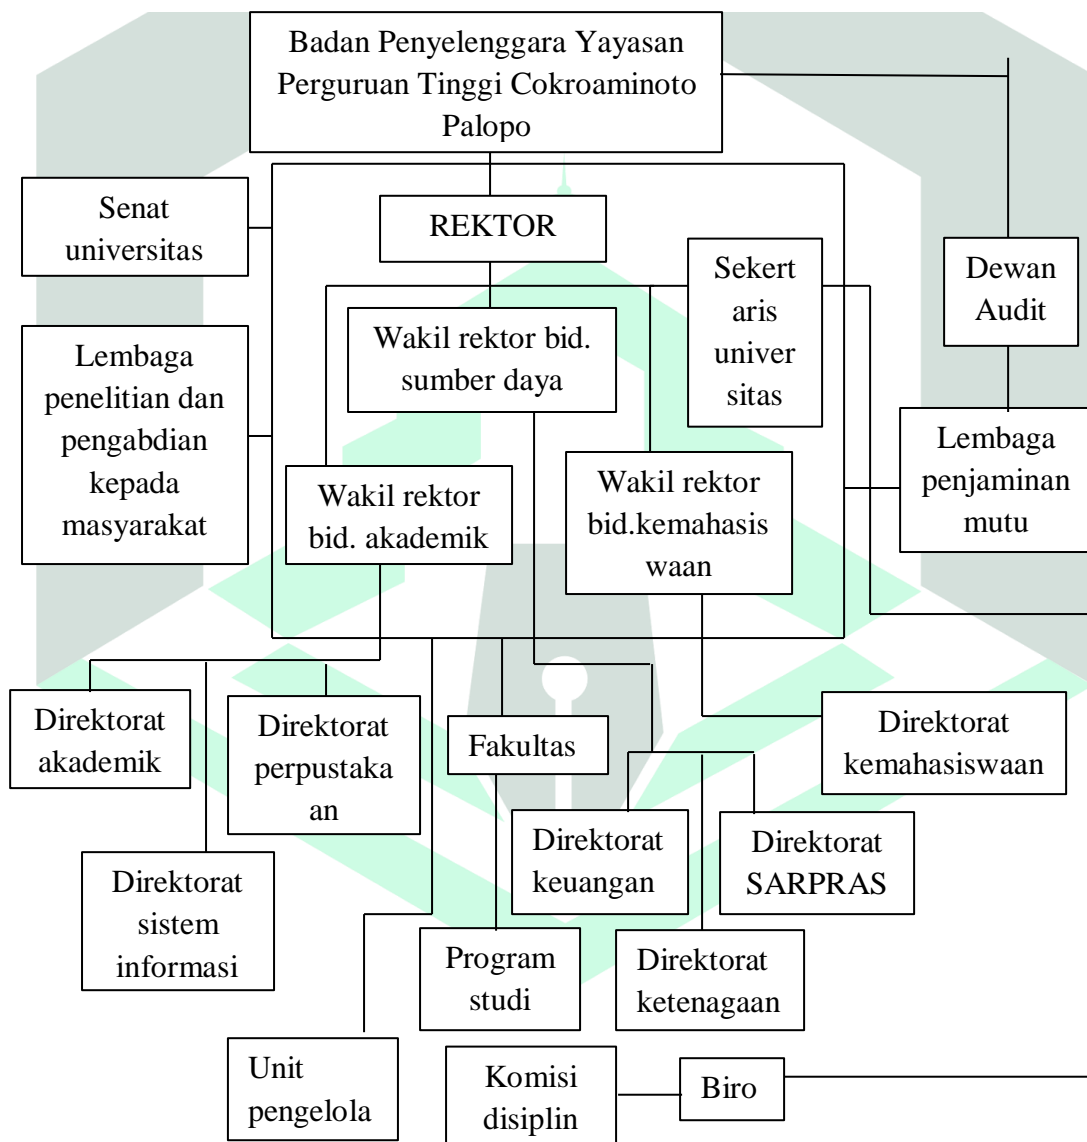 Badan Penyelenggara Yayasan
Perguruan Tinggi Cokroaminoto
Palopo
Senat
universitas
REKTOR
Sekert
aris
univer
sitas
Dewan
Audit
Wakil rektor bid.
sumber daya
Lembaga
penelitian dan
pengabdian
kepada
masyarakat
Wakil rektor
bid. akademik
Wakil rektor
bid.kemahasis
waan
Lembaga
penjaminan
mutu
Direktorat
akademik
Direktorat
perpustaka
an
Fakultas
Direktorat
kemahasiswaan
Direktorat
sistem
informasi
Direktorat
keuangan
Direktorat
SARPRAS
Program
studi
Direktorat
ketenagaan
Unit
pengelola
Komisi
disiplin
Biro